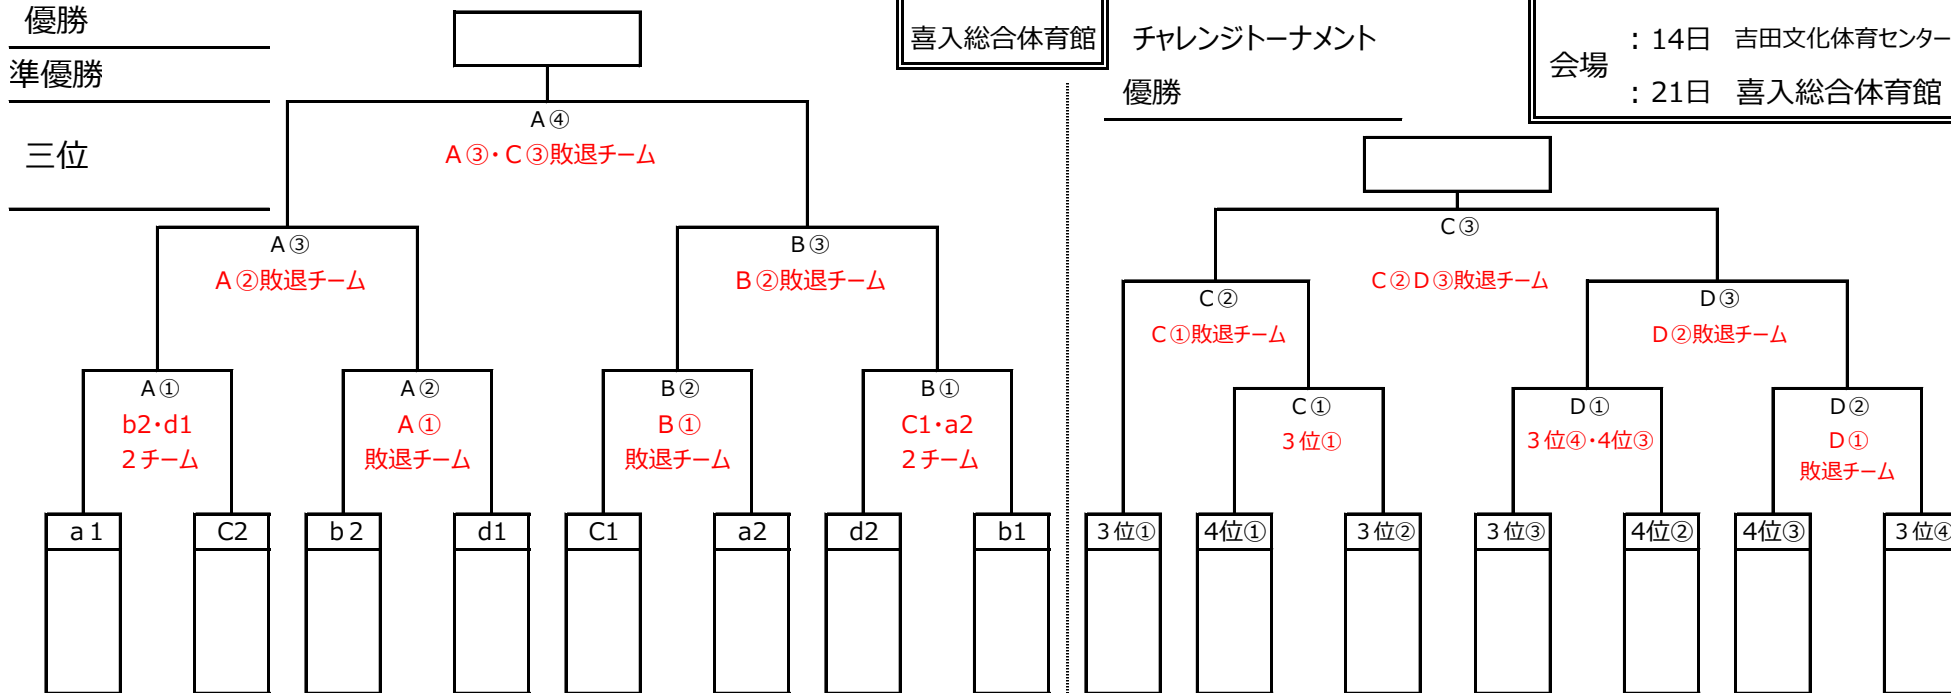 優勝
準優勝
三位
喜入総合体育館
A④
A③・C③敗退チーム
A③
A②敗退チーム
B③
B②敗退チーム
A①
b2・d1
2チーム
A②
A①
敗退チーム
B②
B①
敗退チーム
B①
C1・a2
2チーム
a1
C2
b2
d1
C1
a2
d2
b1
チャレンジトーナメント
優勝
会場
：14日 吉田文化体育センター
：21日 喜入総合体育館
C③
C②D③敗退チーム
C②
C①敗退チーム
D③
D②敗退チーム
C①
3位①
D①
3位④・4位③
D②
D①
敗退チーム
3位①
4位①
3位②
3位③
4位②
4位③
3位④